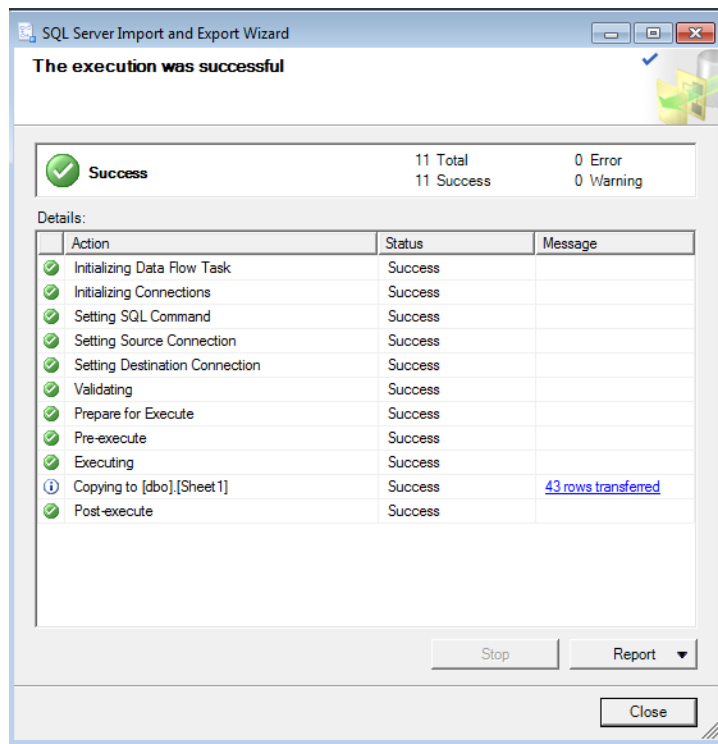 SQL Server Import and Export Wizard
The execution was successful
Success
11 Total 0 Error
11 Success 0 Warning
Details:
Action Status Message
Initializing Data Flow Task Success
Initializing Connections Success
Setting SQL Command Success
Setting Source Connection Success
Setting Destination Connection Success
Validating Success
Prepare for Execute Success
Pre-execute Success
Executing Success
Copying to [dbo].[Sheet1] Success 43 rows transferred
Post-execute Success
Stop Report
Close